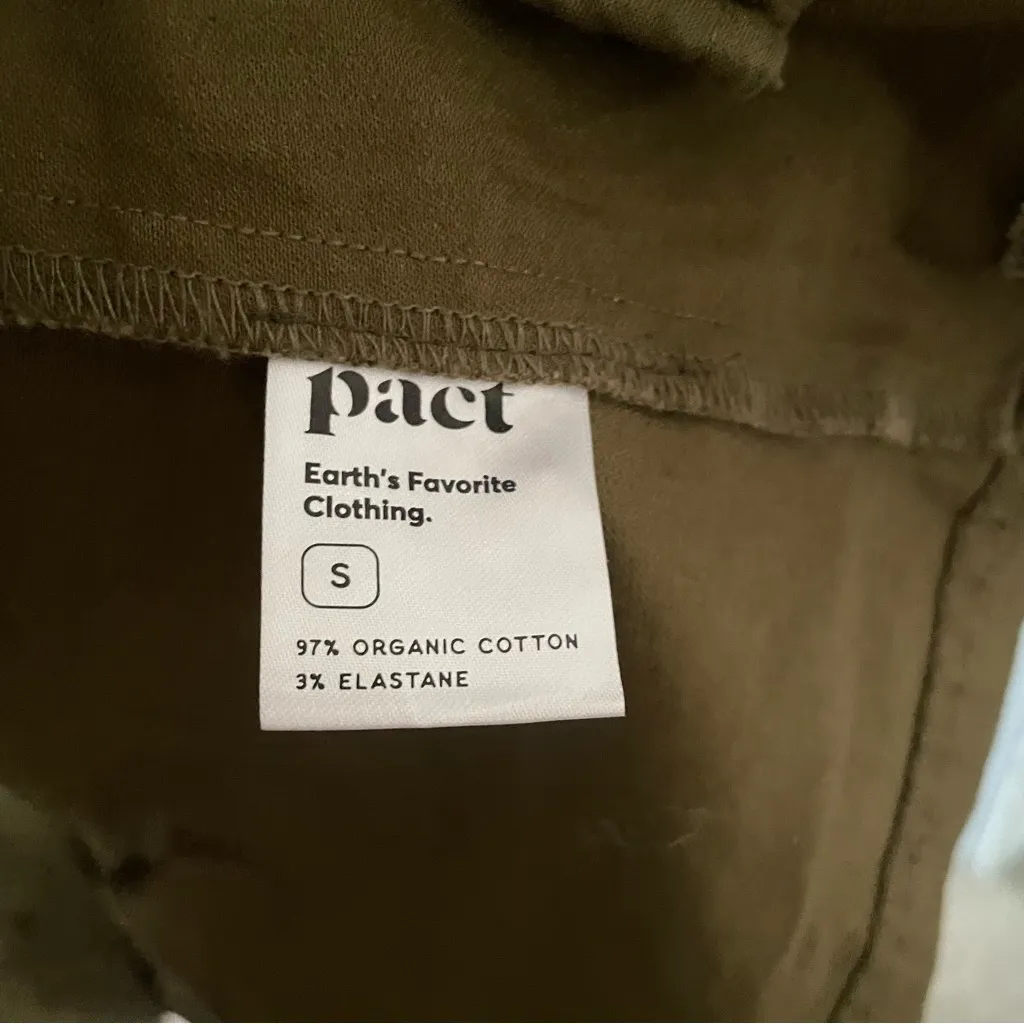 pact
Earth's Favorite
Clothing.
S
97% ORGANIC COTTON
3% ELASTANE